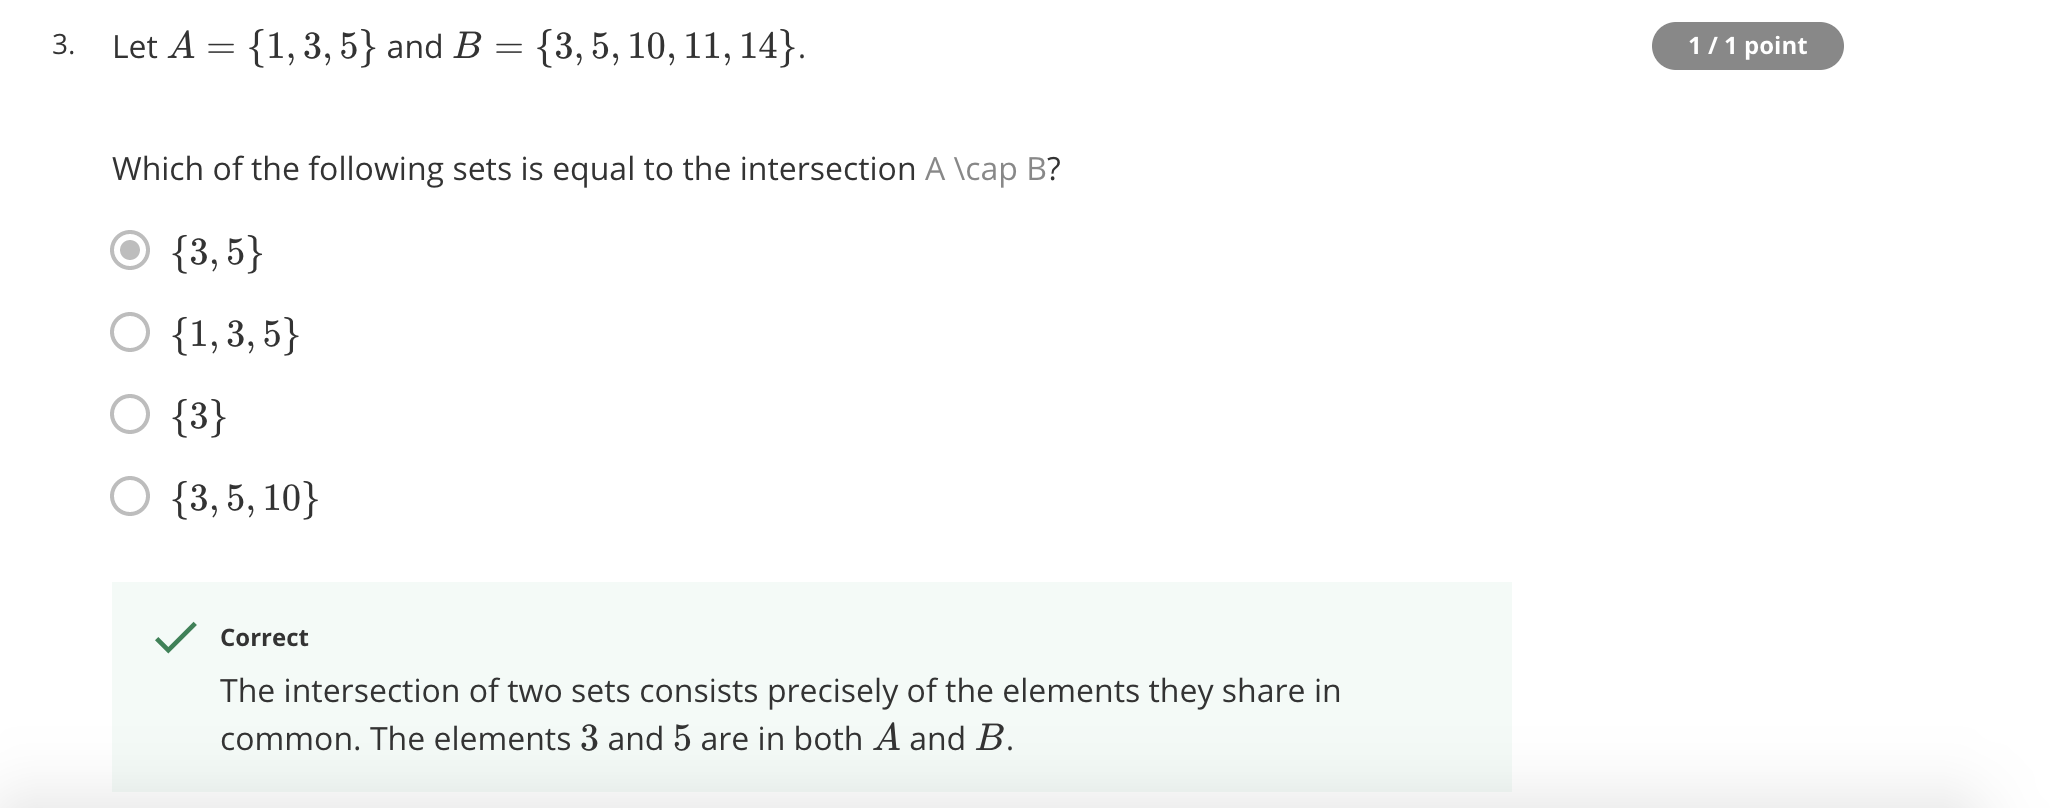 3. Let A = {1, 3, 5} and B = {3, 5, 10, 11, 14}.
1 / 1 point
Which of the following sets is equal to the intersection A \cap B?
{3, 5}
{1, 3, 5}
{3}
{3, 5, 10}
Correct
The intersection of two sets consists precisely of the elements they share in
common. The elements 3 and 5 are in both A and B.